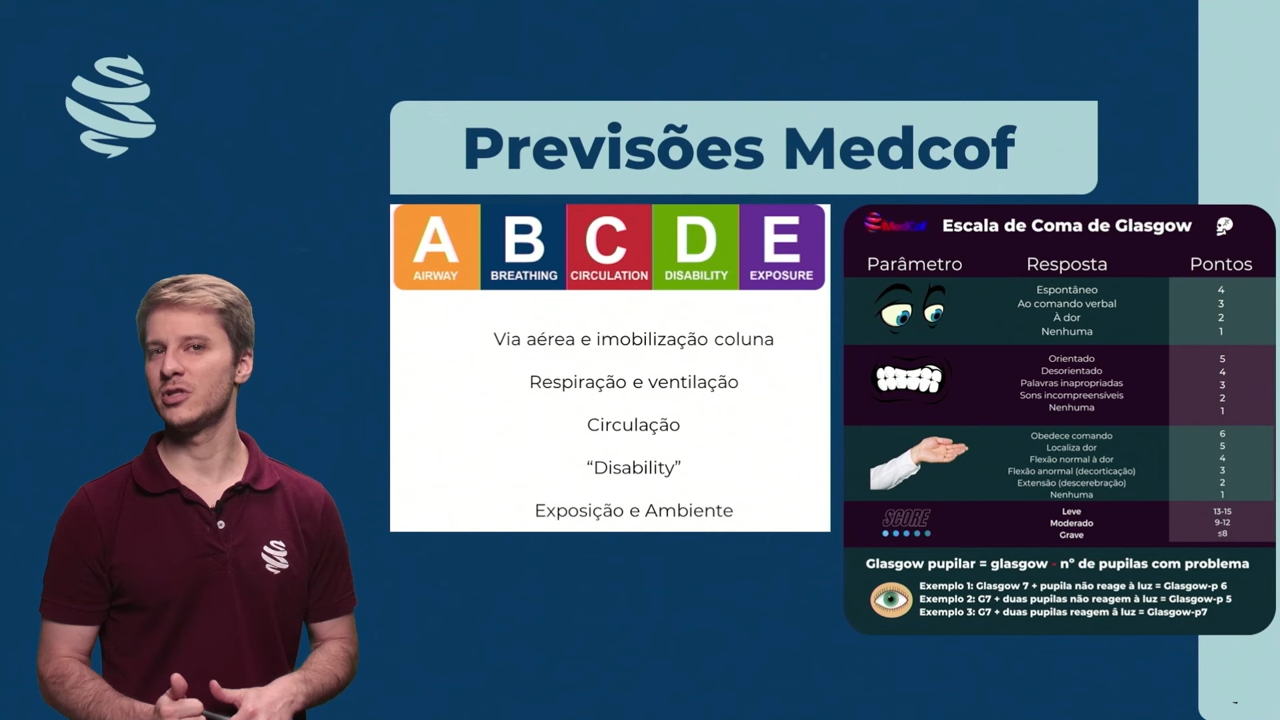 Previsões Medcof
A B C D E
AIRWAY BREATHING CIRCULATION DISABILITY EXPOSURE
Via aérea e imobilização coluna
Respiração e ventilação
Circulação
“Disability”
Exposição e Ambiente
MedCof Escala de Coma de Glasgow
Parâmetro Resposta Pontos
Espontâneo 4
Ao comando verbal 3
À dor 2
Nenhuma 1
Orientado 5
Desorientado 4
Palavras inapropriadas 3
Sons incompreensíveis 2
Nenhuma 1
Obedece comando 6
Localiza dor 5
Flexão normal à dor 4
Flexão anormal (decorticação) 3
Extensão (descerebração) 2
Nenhuma 1
SCORE
Leve 13-15
Moderado 9-12
Grave ≤8
Glasgow pupilar = glasgow - nº de pupilas com problema
Exemplo 1: Glasgow 7 + pupila não reage à luz = Glasgow-p 6
Exemplo 2: G7 + duas pupilas não reagem à luz = Glasgow-p 5
Exemplo 3: G7 + duas pupilas reagem â luz = Glasgow-p7